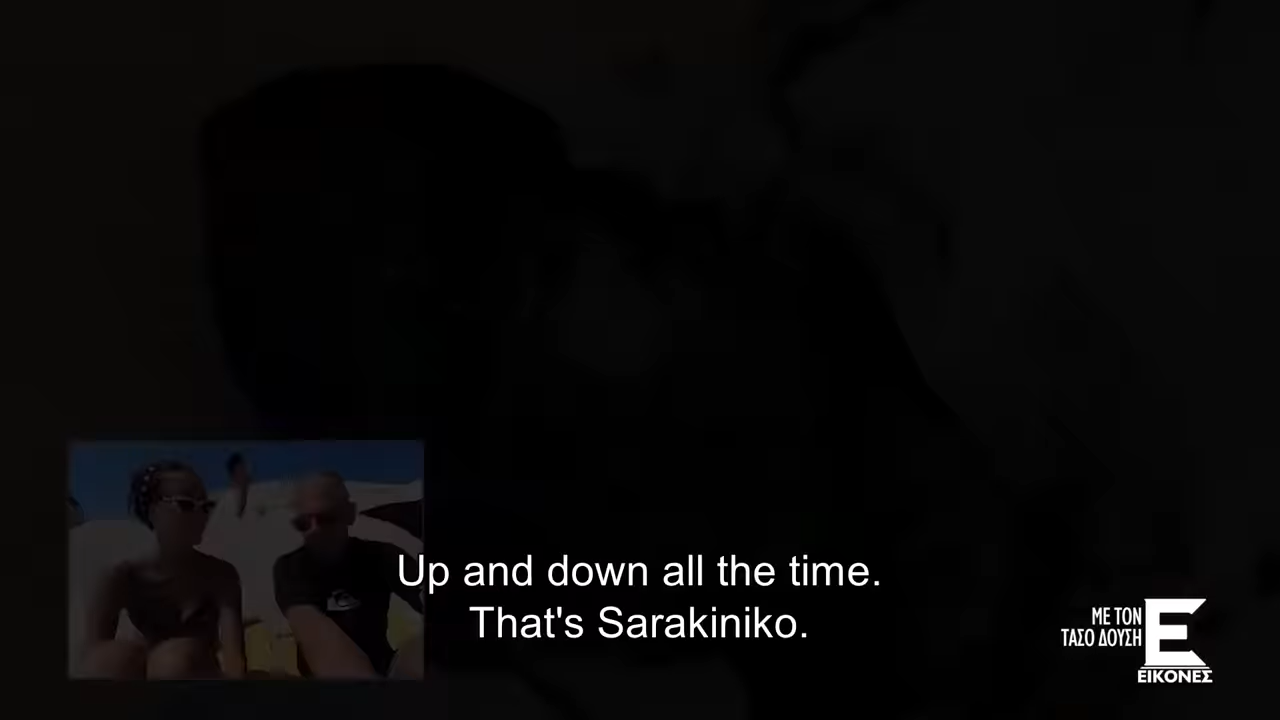 Up and down all the time.
That's Sarakiniko.
ΜΕ ΤΟΝ
ΤΑΣΟ ΔΟΥΣΗ
Ε
ΕΙΚΟΝΕΣ